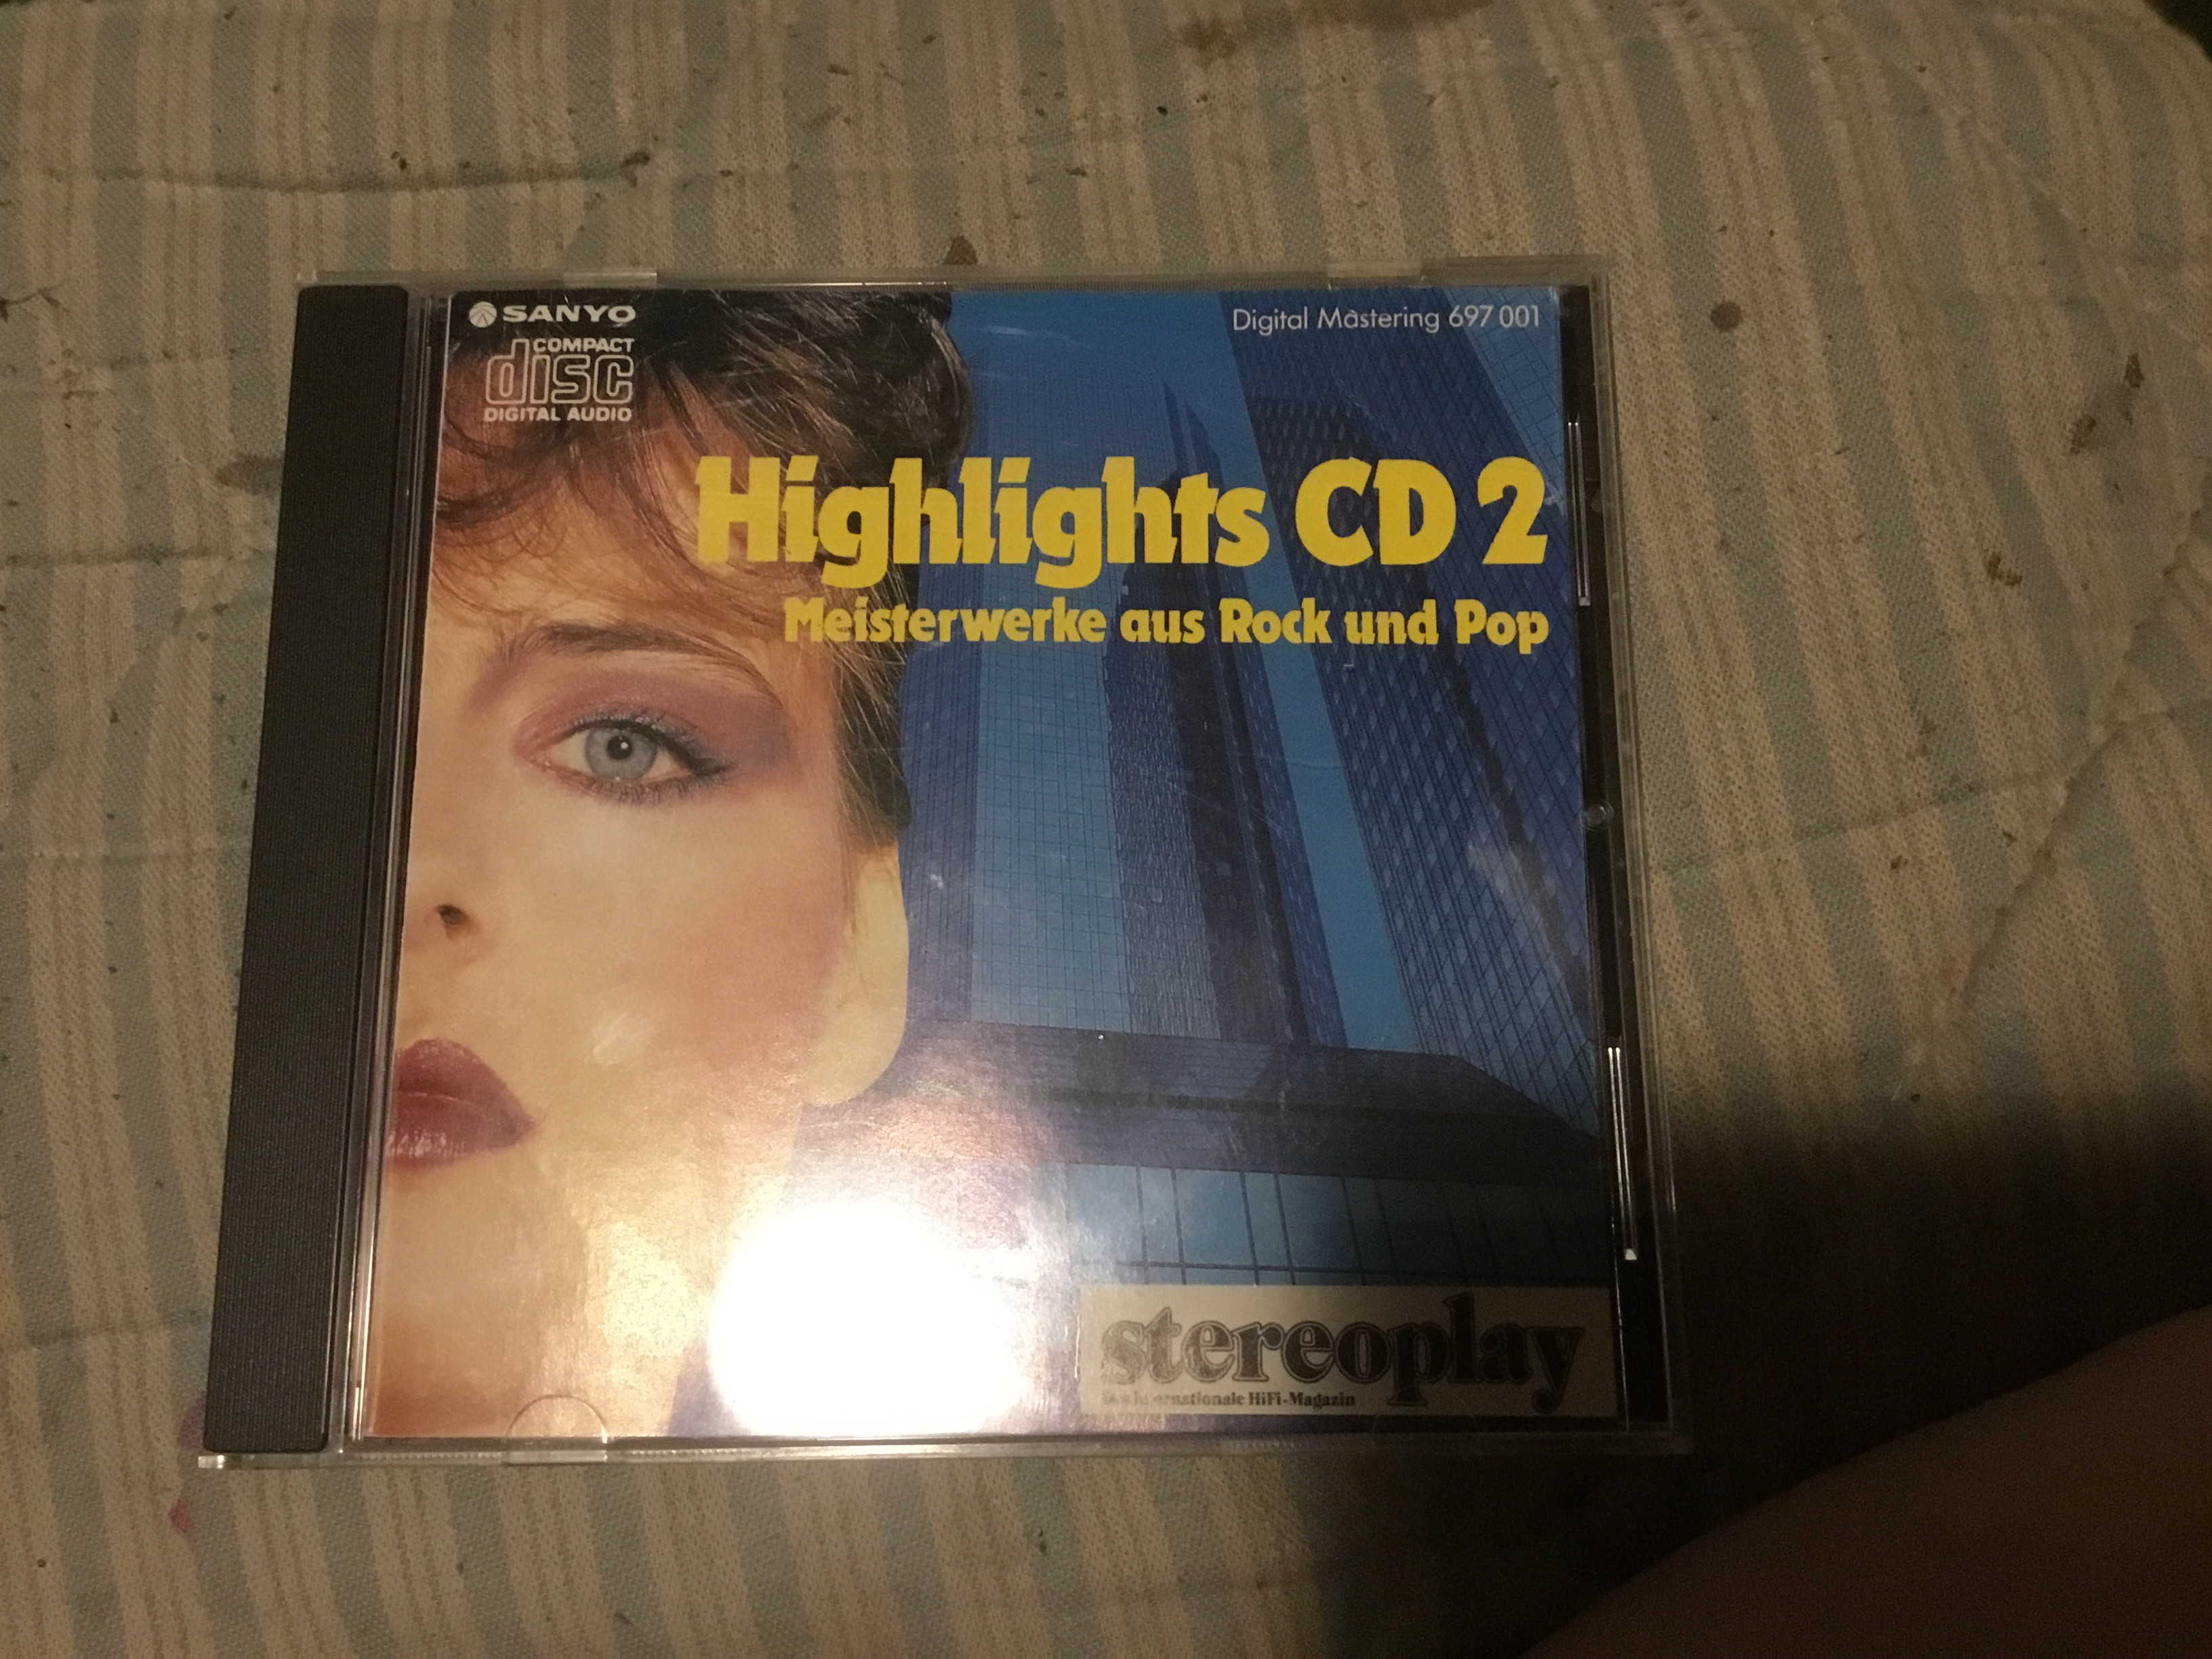 SANYO
COMPACT
disc
DIGITAL AUDIO
Digital Mastering 697 001
Highlights CD 2
Meisterwerke aus Rock und Pop
stereoplay
internationale HiFi-Magazin